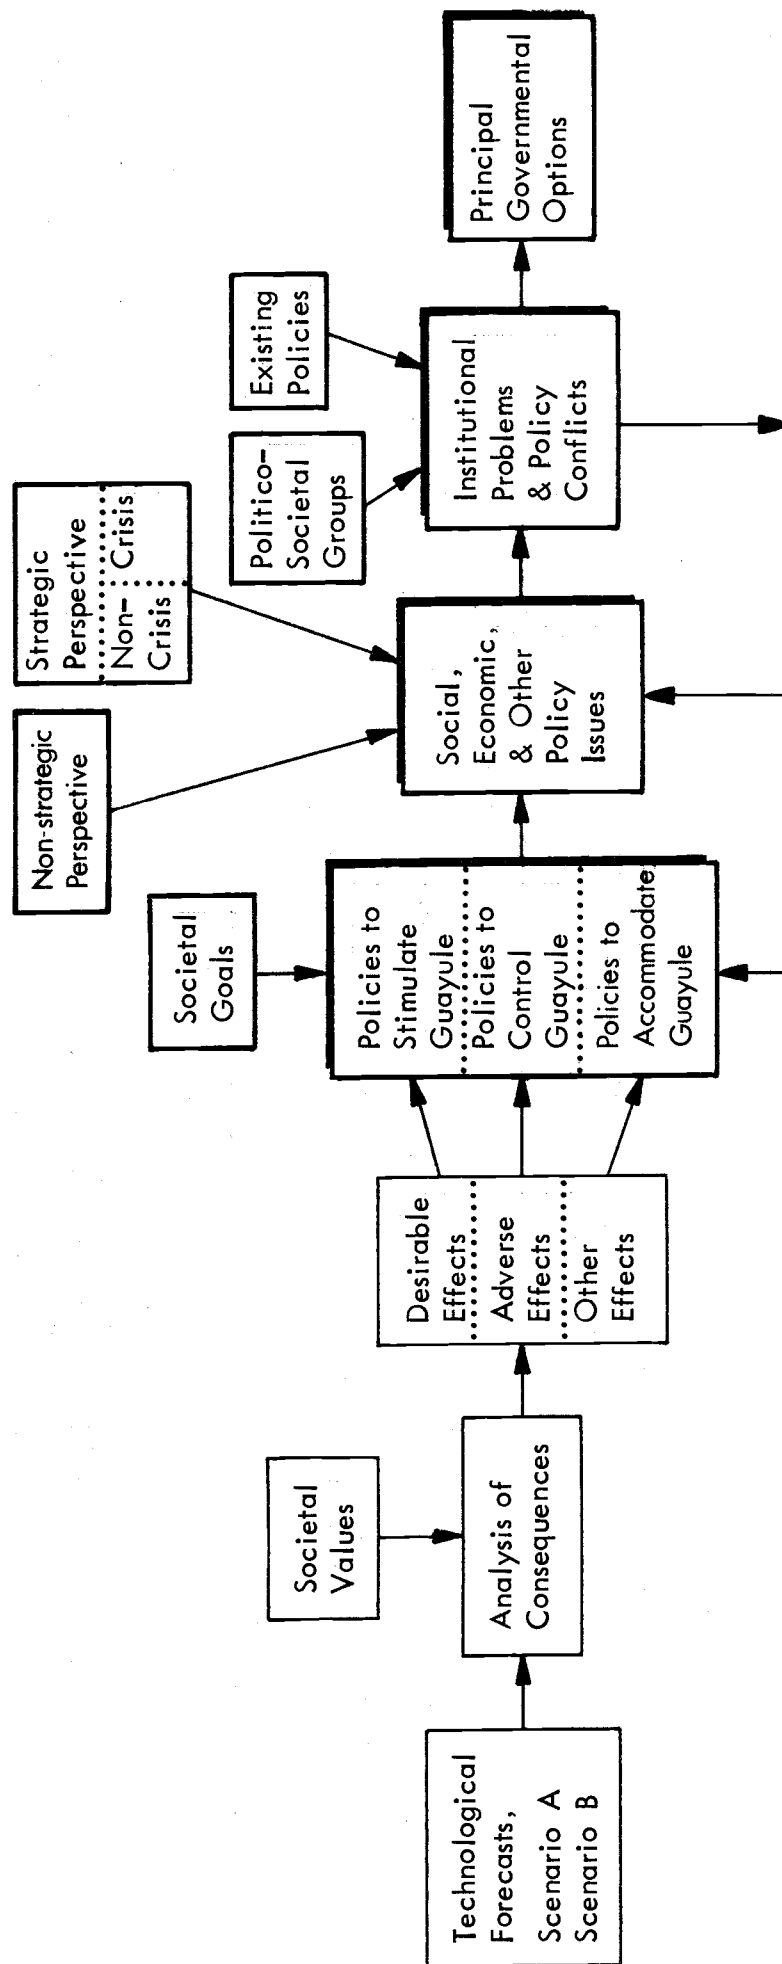 Technological
Forecasts,
Scenario A
Scenario B
Societal
Values
Analysis of
Consequences
Desirable
Effects
Adverse
Effects
Other
Effects
Societal
Goals
Policies to
Stimulate
Guayule
Policies to
Control
Guayule
Policies to
Accommodate
Guayule
Non-strategic
Perspective
Strategic
Perspective
Non-
Crisis
Crisis
Social,
Economic,
& Other
Policy
Issues
Politico-
Societal
Groups
Existing
Policies
Institutional
Problems
& Policy
Conflicts
Principal
Governmental
Options